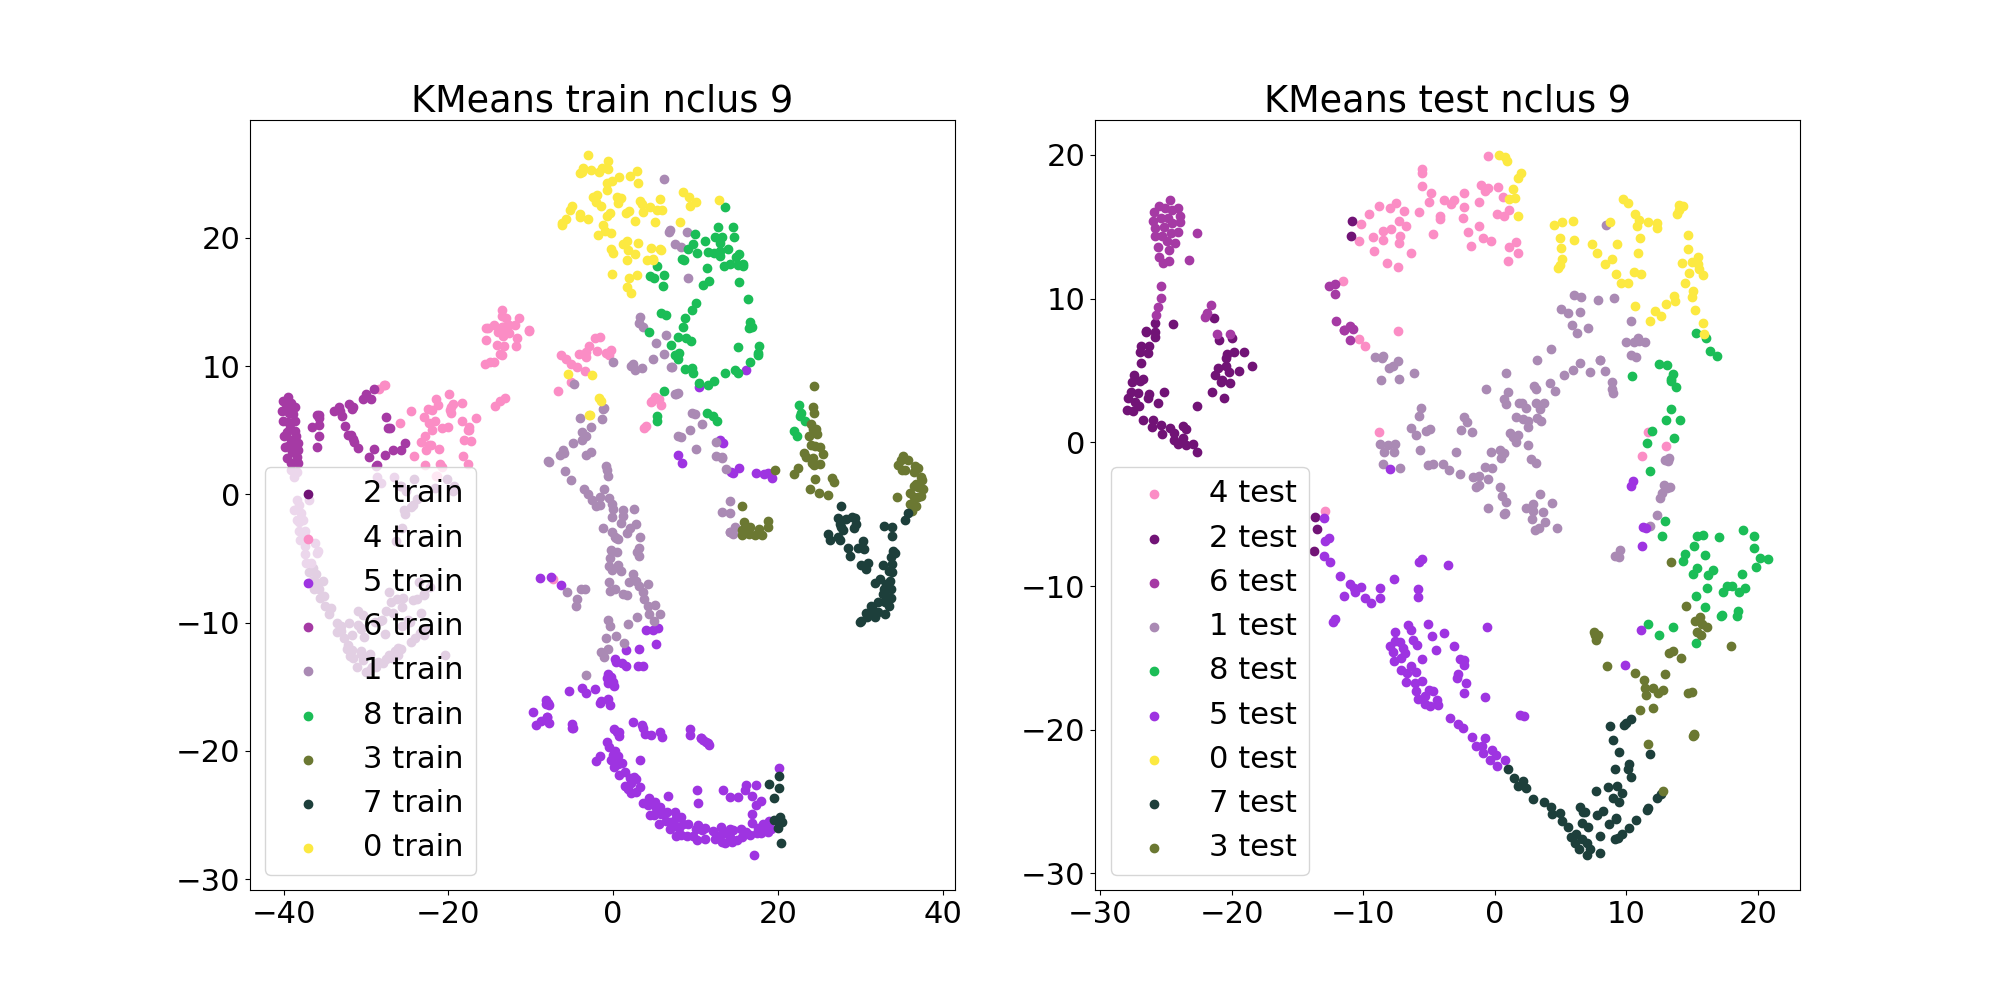 KMeans train nclus 9
20
10
0
−10
−20
−30
−40
−20
0
20
40
2 train
4 train
5 train
6 train
1 train
8 train
3 train
7 train
0 train
KMeans test nclus 9
20
10
0
−10
−20
−30
−30
−20
−10
0
10
20
4 test
2 test
6 test
1 test
8 test
5 test
0 test
7 test
3 test